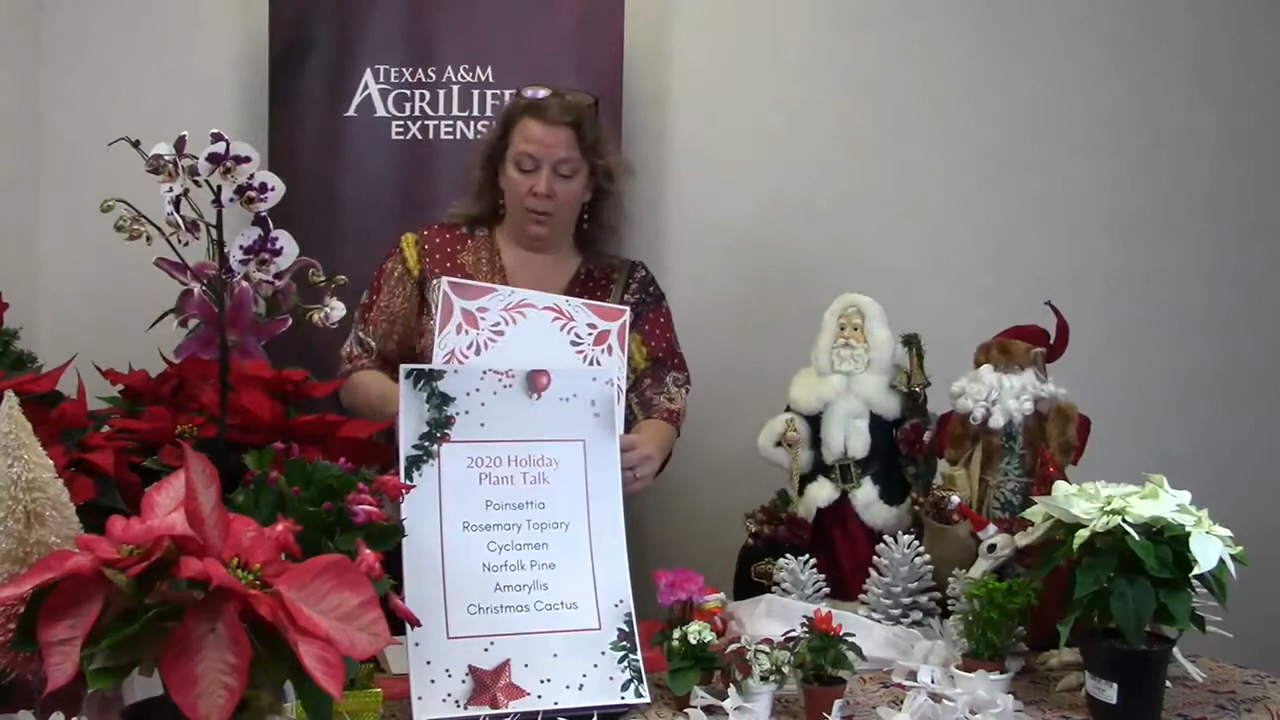 TEXAS A&M
AGRILIFE
EXTENS
2020 Holiday
Plant Talk
Poinsettia
Rosemary Topiary
Cyclamen
Norfolk Pine
Amaryllis
Christmas Cactus